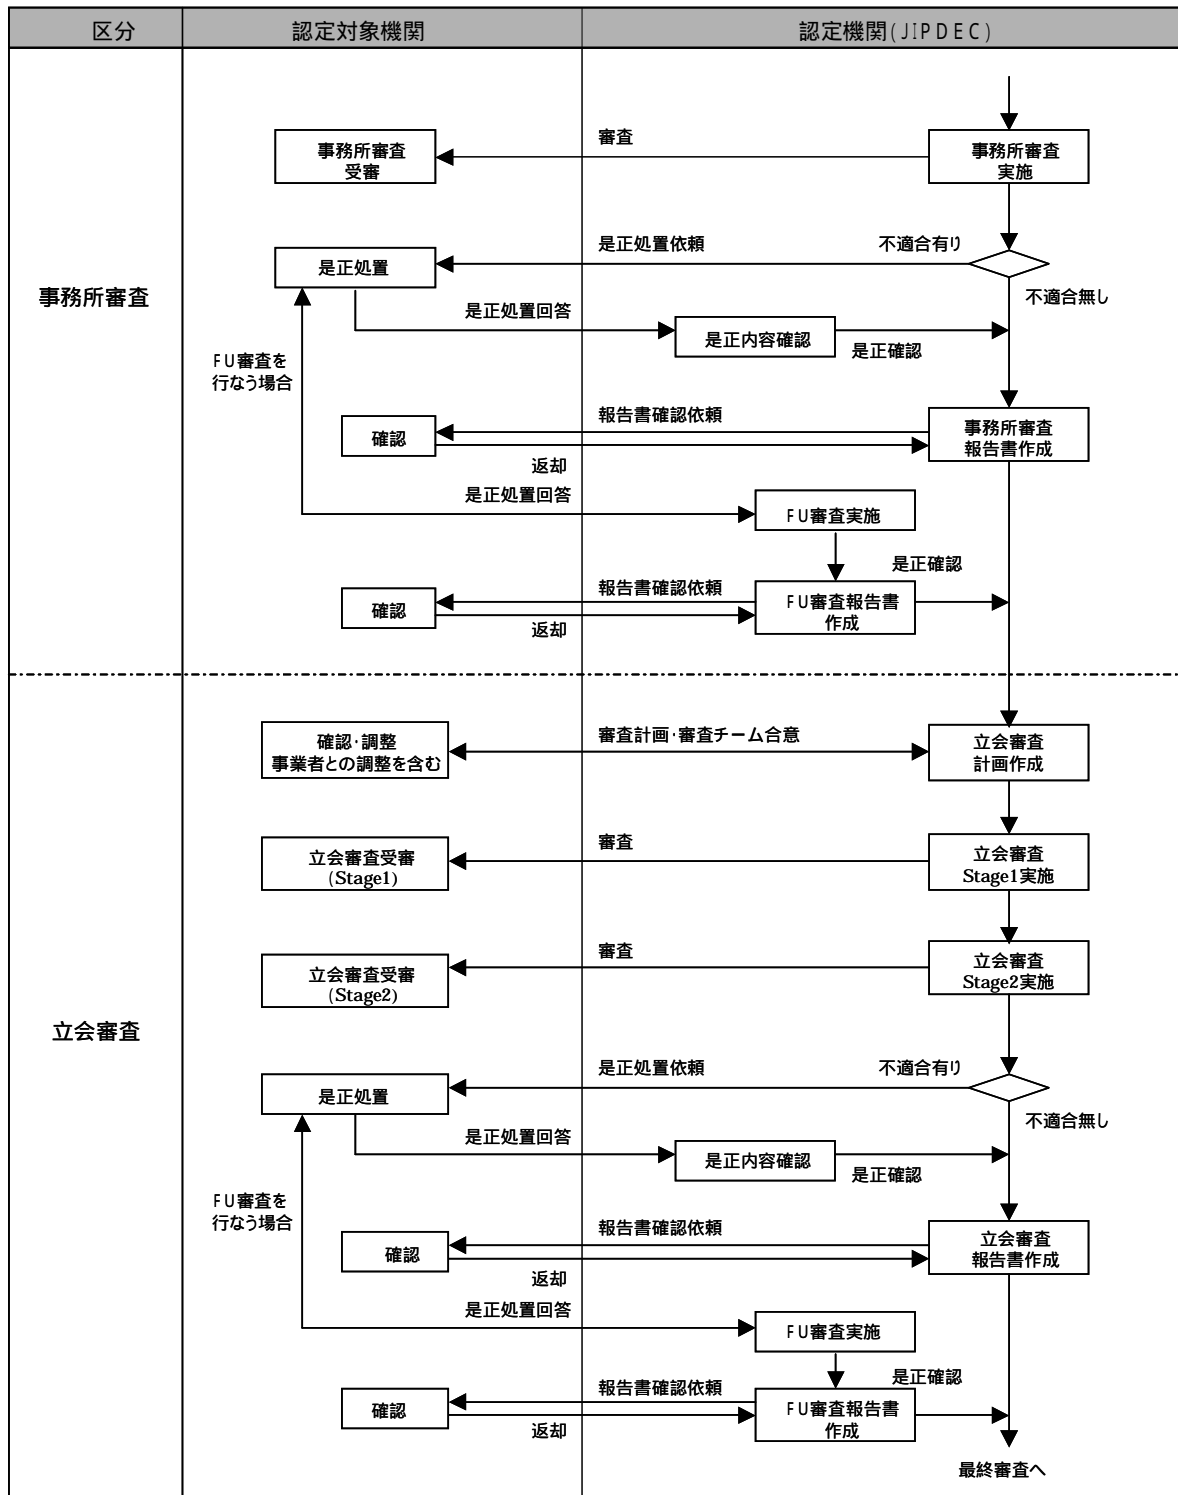 区分
認定対象機関
認定機関(JIPDEC)
審査
事務所審査
受審
事務所審査
実施
是正処置依頼
不適合有り
是正処置
事務所審査
不適合無し
是正処置回答
是正内容確認
是正確認
FU審査を
行なう場合
報告書確認依頼
確認
事務所審査
報告書作成
返却
是正処置回答
FU審査実施
是正確認
報告書確認依頼
確認
FU審査報告書
作成
返却
審査計画・審査チーム合意
確認・調整
事業者との調整を含む
立会審査
計画作成
審査
立会審査受審
(Stage1)
立会審査
Stage1実施
審査
立会審査受審
(Stage2)
立会審査
Stage2実施
立会審査
是正処置依頼
不適合有り
是正処置
不適合無し
是正処置回答
是正内容確認
是正確認
FU審査を
行なう場合
報告書確認依頼
確認
立会審査
報告書作成
返却
是正処置回答
FU審査実施
是正確認
報告書確認依頼
確認
FU審査報告書
作成
返却
最終審査へ